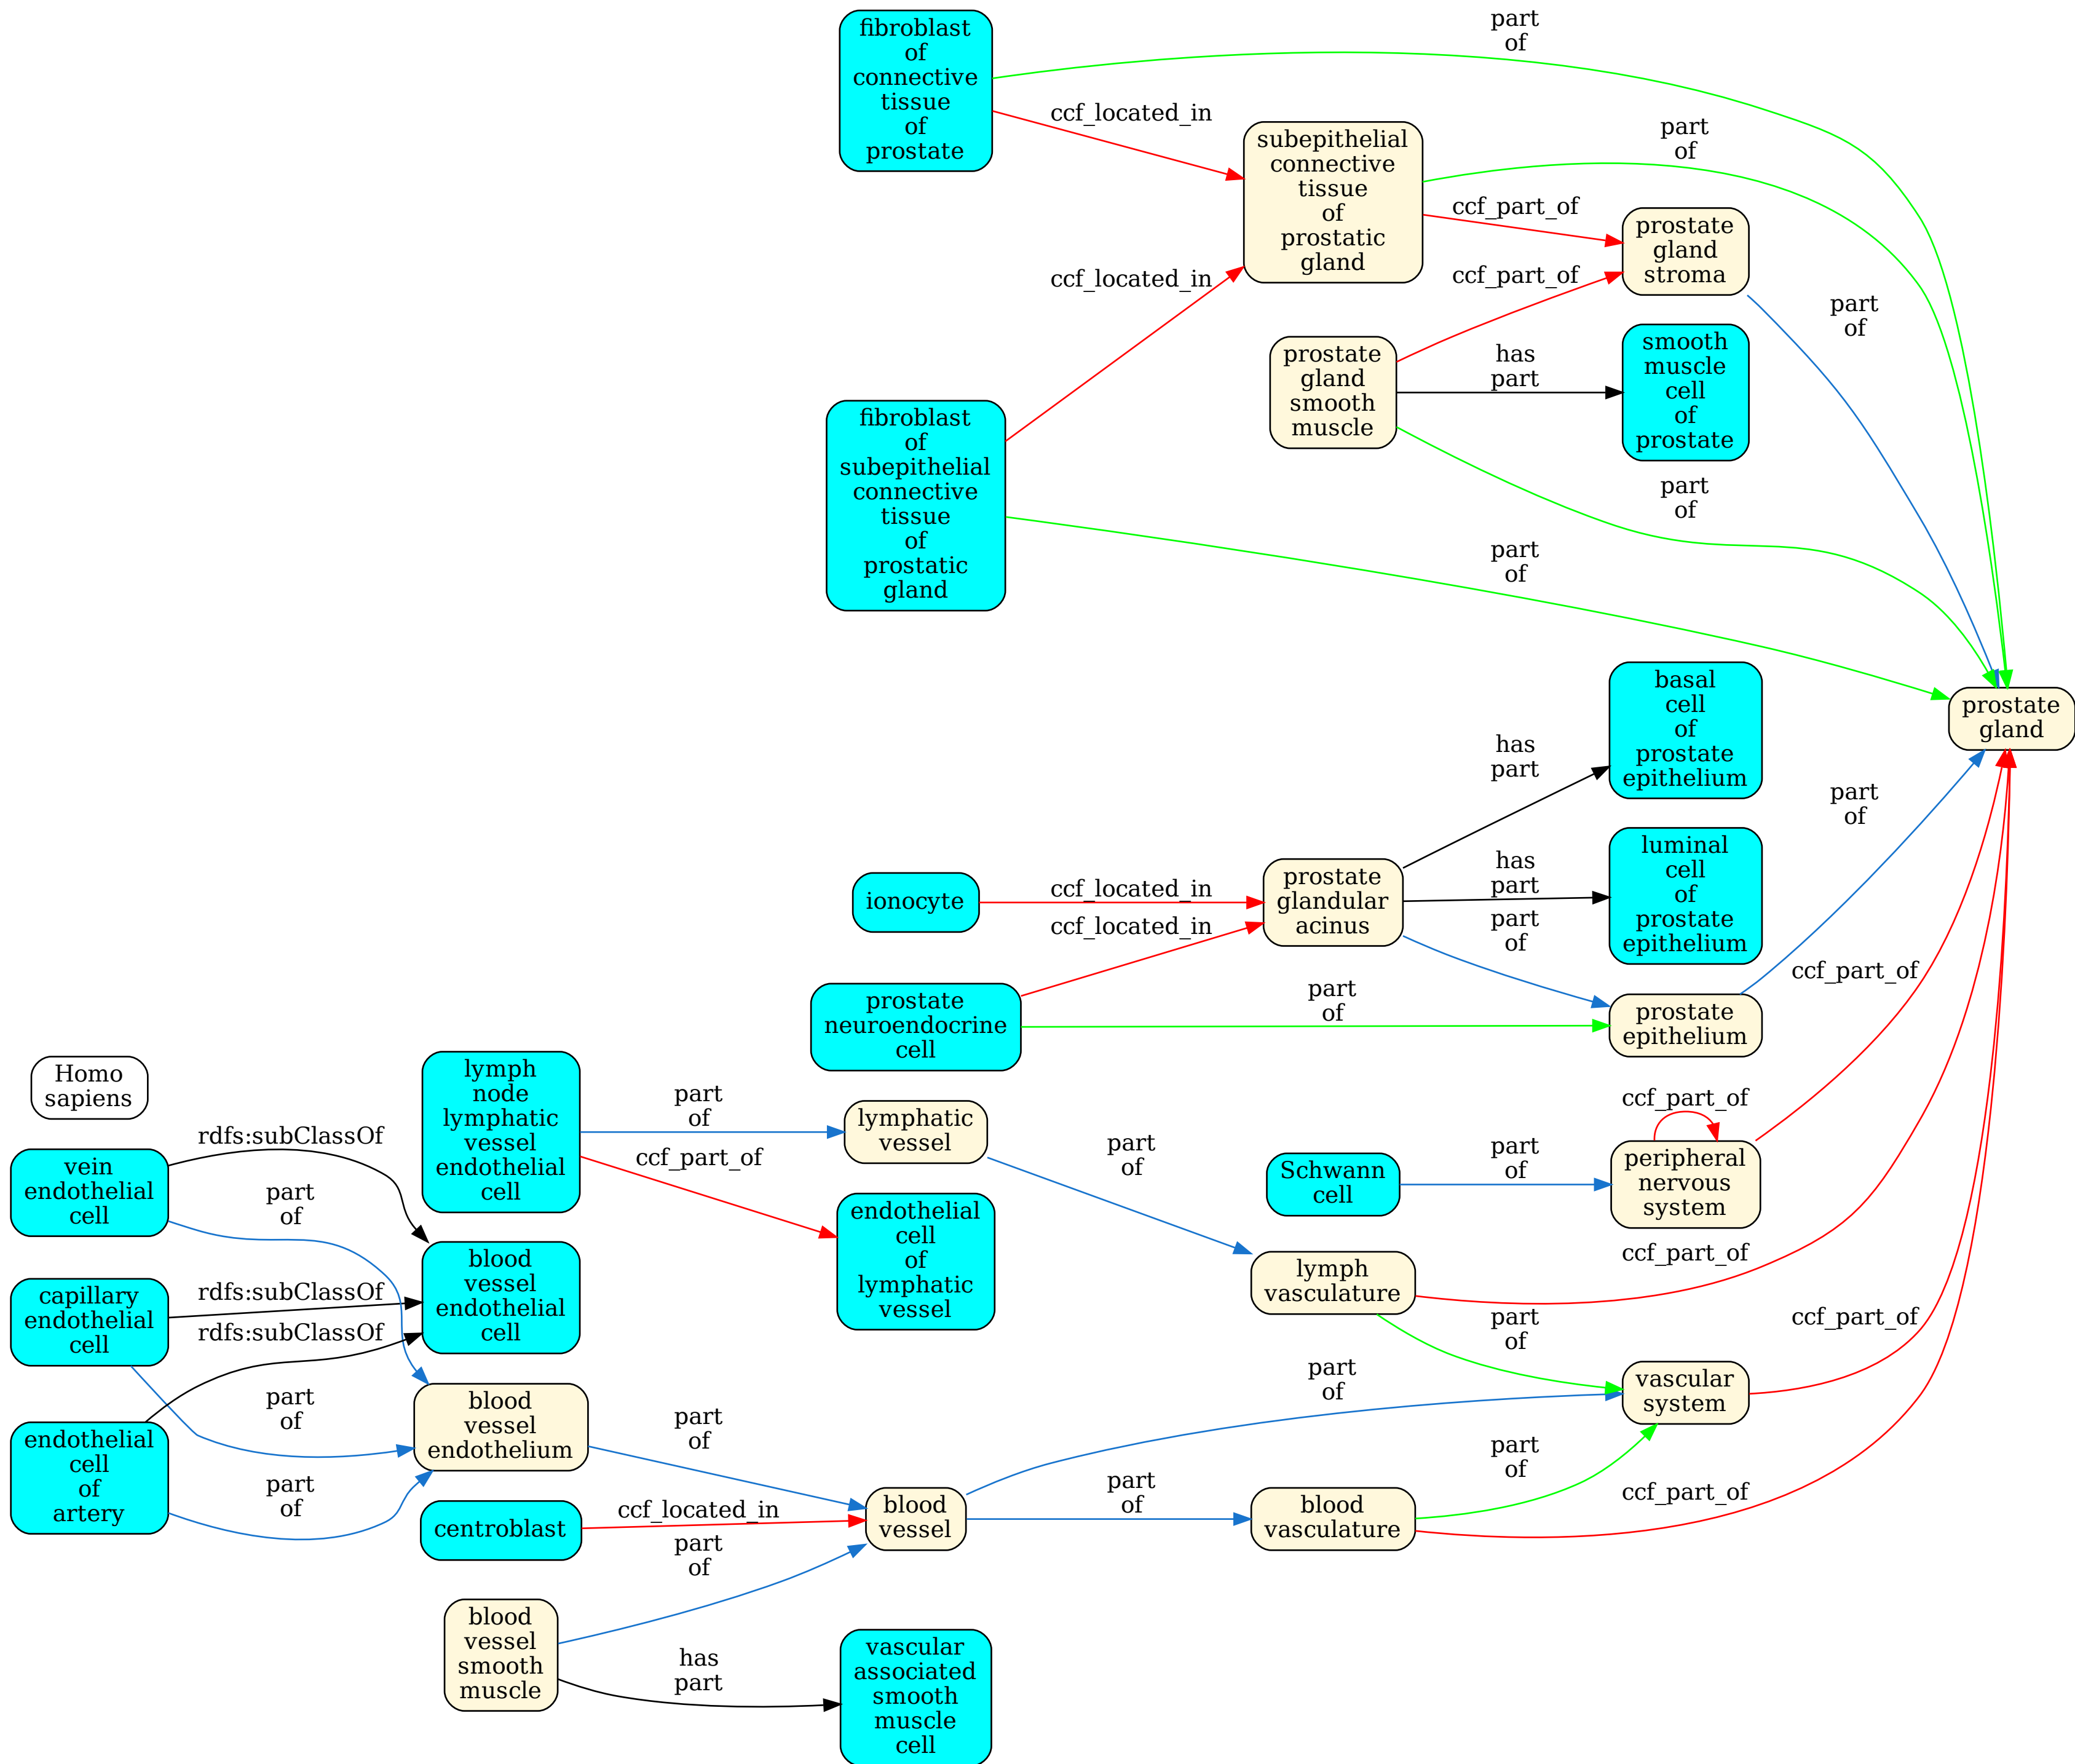 fibroblast
of
connective
tissue
of
prostate
part
of
ccf_located_in
subepithelial
connective
tissue
of
prostatic
gland
part
of
ccf_part_of
prostate
gland
stroma
ccf_located_in
ccf_part_of
part
of
prostate
gland
smooth
muscle
has
part
smooth
muscle
cell
of
prostate
part
of
fibroblast
of
subepithelial
connective
tissue
of
prostatic
gland
part
of
prostate
gland
basal
cell
of
prostate
epithelium
has
part
part
of
luminal
cell
of
prostate
epithelium
has
part
ionocyte
ccf_located_in
prostate
glandular
acinus
ccf_located_in
part
of
ccf_part_of
prostate
neuroendocrine
cell
part
of
prostate
epithelium
Homo
sapiens
lymph
node
lymphatic
vessel
endothelial
cell
part
of
lymphatic
vessel
ccf_part_of
rdfs:subClassOf
ccf_part_of
part
of
vein
endothelial
cell
part
of
Schwann
cell
part
of
peripheral
nervous
system
endothelial
cell
of
lymphatic
vessel
blood
vessel
endothelial
cell
lymph
vasculature
ccf_part_of
capillary
endothelial
cell
rdfs:subClassOf
rdfs:subClassOf
part
of
ccf_part_of
part
of
vascular
system
part
of
blood
vessel
endothelium
part
of
endothelial
cell
of
artery
part
of
part
of
centroblast
ccf_located_in
blood
vessel
part
of
blood
vasculature
ccf_part_of
part
of
blood
vessel
smooth
muscle
has
part
vascular
associated
smooth
muscle
cell